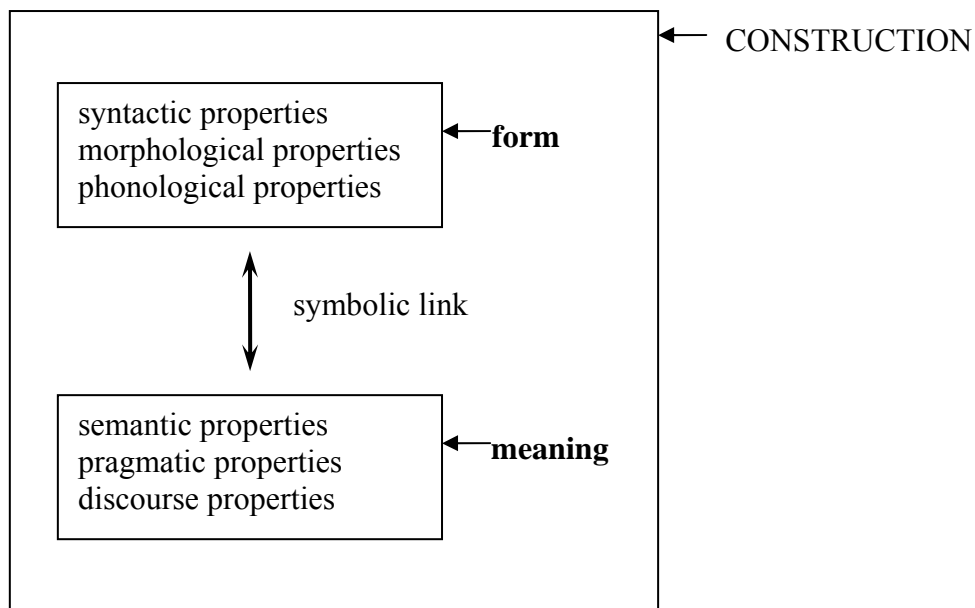 CONSTRUCTION
syntactic properties
morphological properties
phonological properties
form
symbolic link
semantic properties
pragmatic properties
discourse properties
meaning